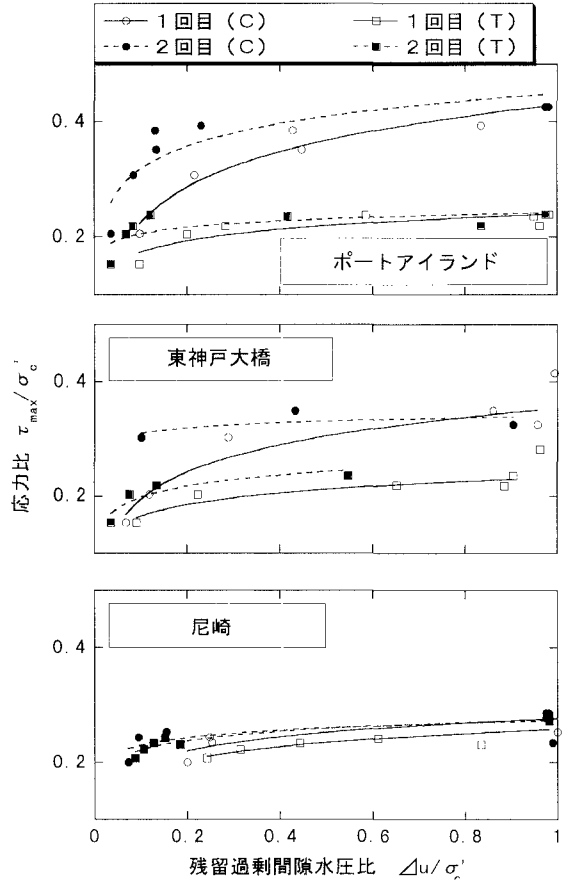 1回目(C) 1回目(T)
2回目(C) 2回目(T)
0.4
0.2
ポートアイランド
東神戸大橋
0.4
0.2
応力比 τmax/σ'c
尼崎
0.4
0.2
0 0.2 0.4 0.6 0.8 1
残留過剰間隙水圧比 ⊿u/σ'c